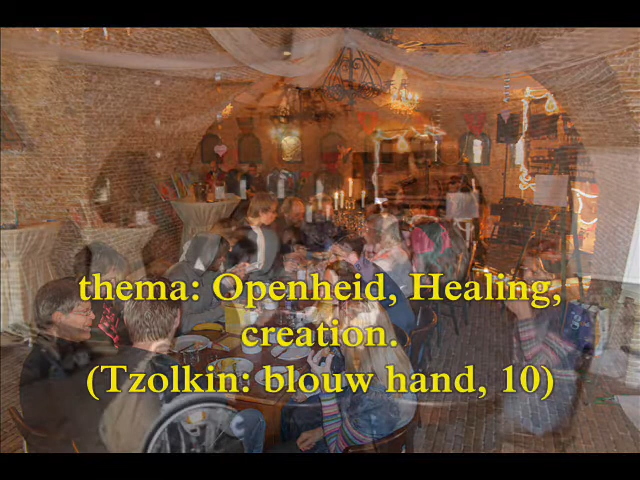 thema: Openheid, Healing,
creation.
(Tzolkin: blouw hand, 10)